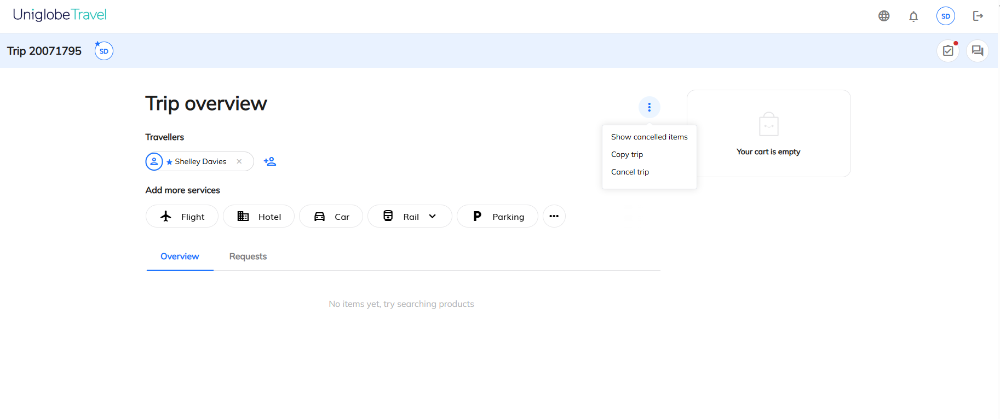 UniglobeTravel
SD
Trip 20071795
SD
Trip overview
Travellers
Shelley Davies
Show cancelled items
Copy trip
Cancel trip
Your cart is empty
Add more services
Flight
Hotel
Car
Rail
P Parking
Overview
Requests
No items yet, try searching products